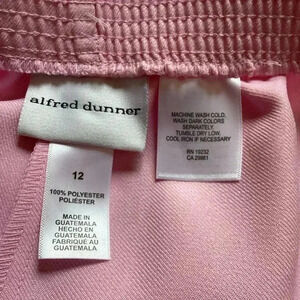 alfred dunner
12
100% POLYESTER
POLIÉSTER
MADE IN
GUATEMALA
HECHO EN
GUATEMALA
FABRIQUÉ AU
GUATEMALA
MACHINE WASH COLD,
WASH DARK COLORS
SEPARATELY
TUMBLE DRY LOW.
COOL IRON IF NECESSARY
RN 10232
CA 29861